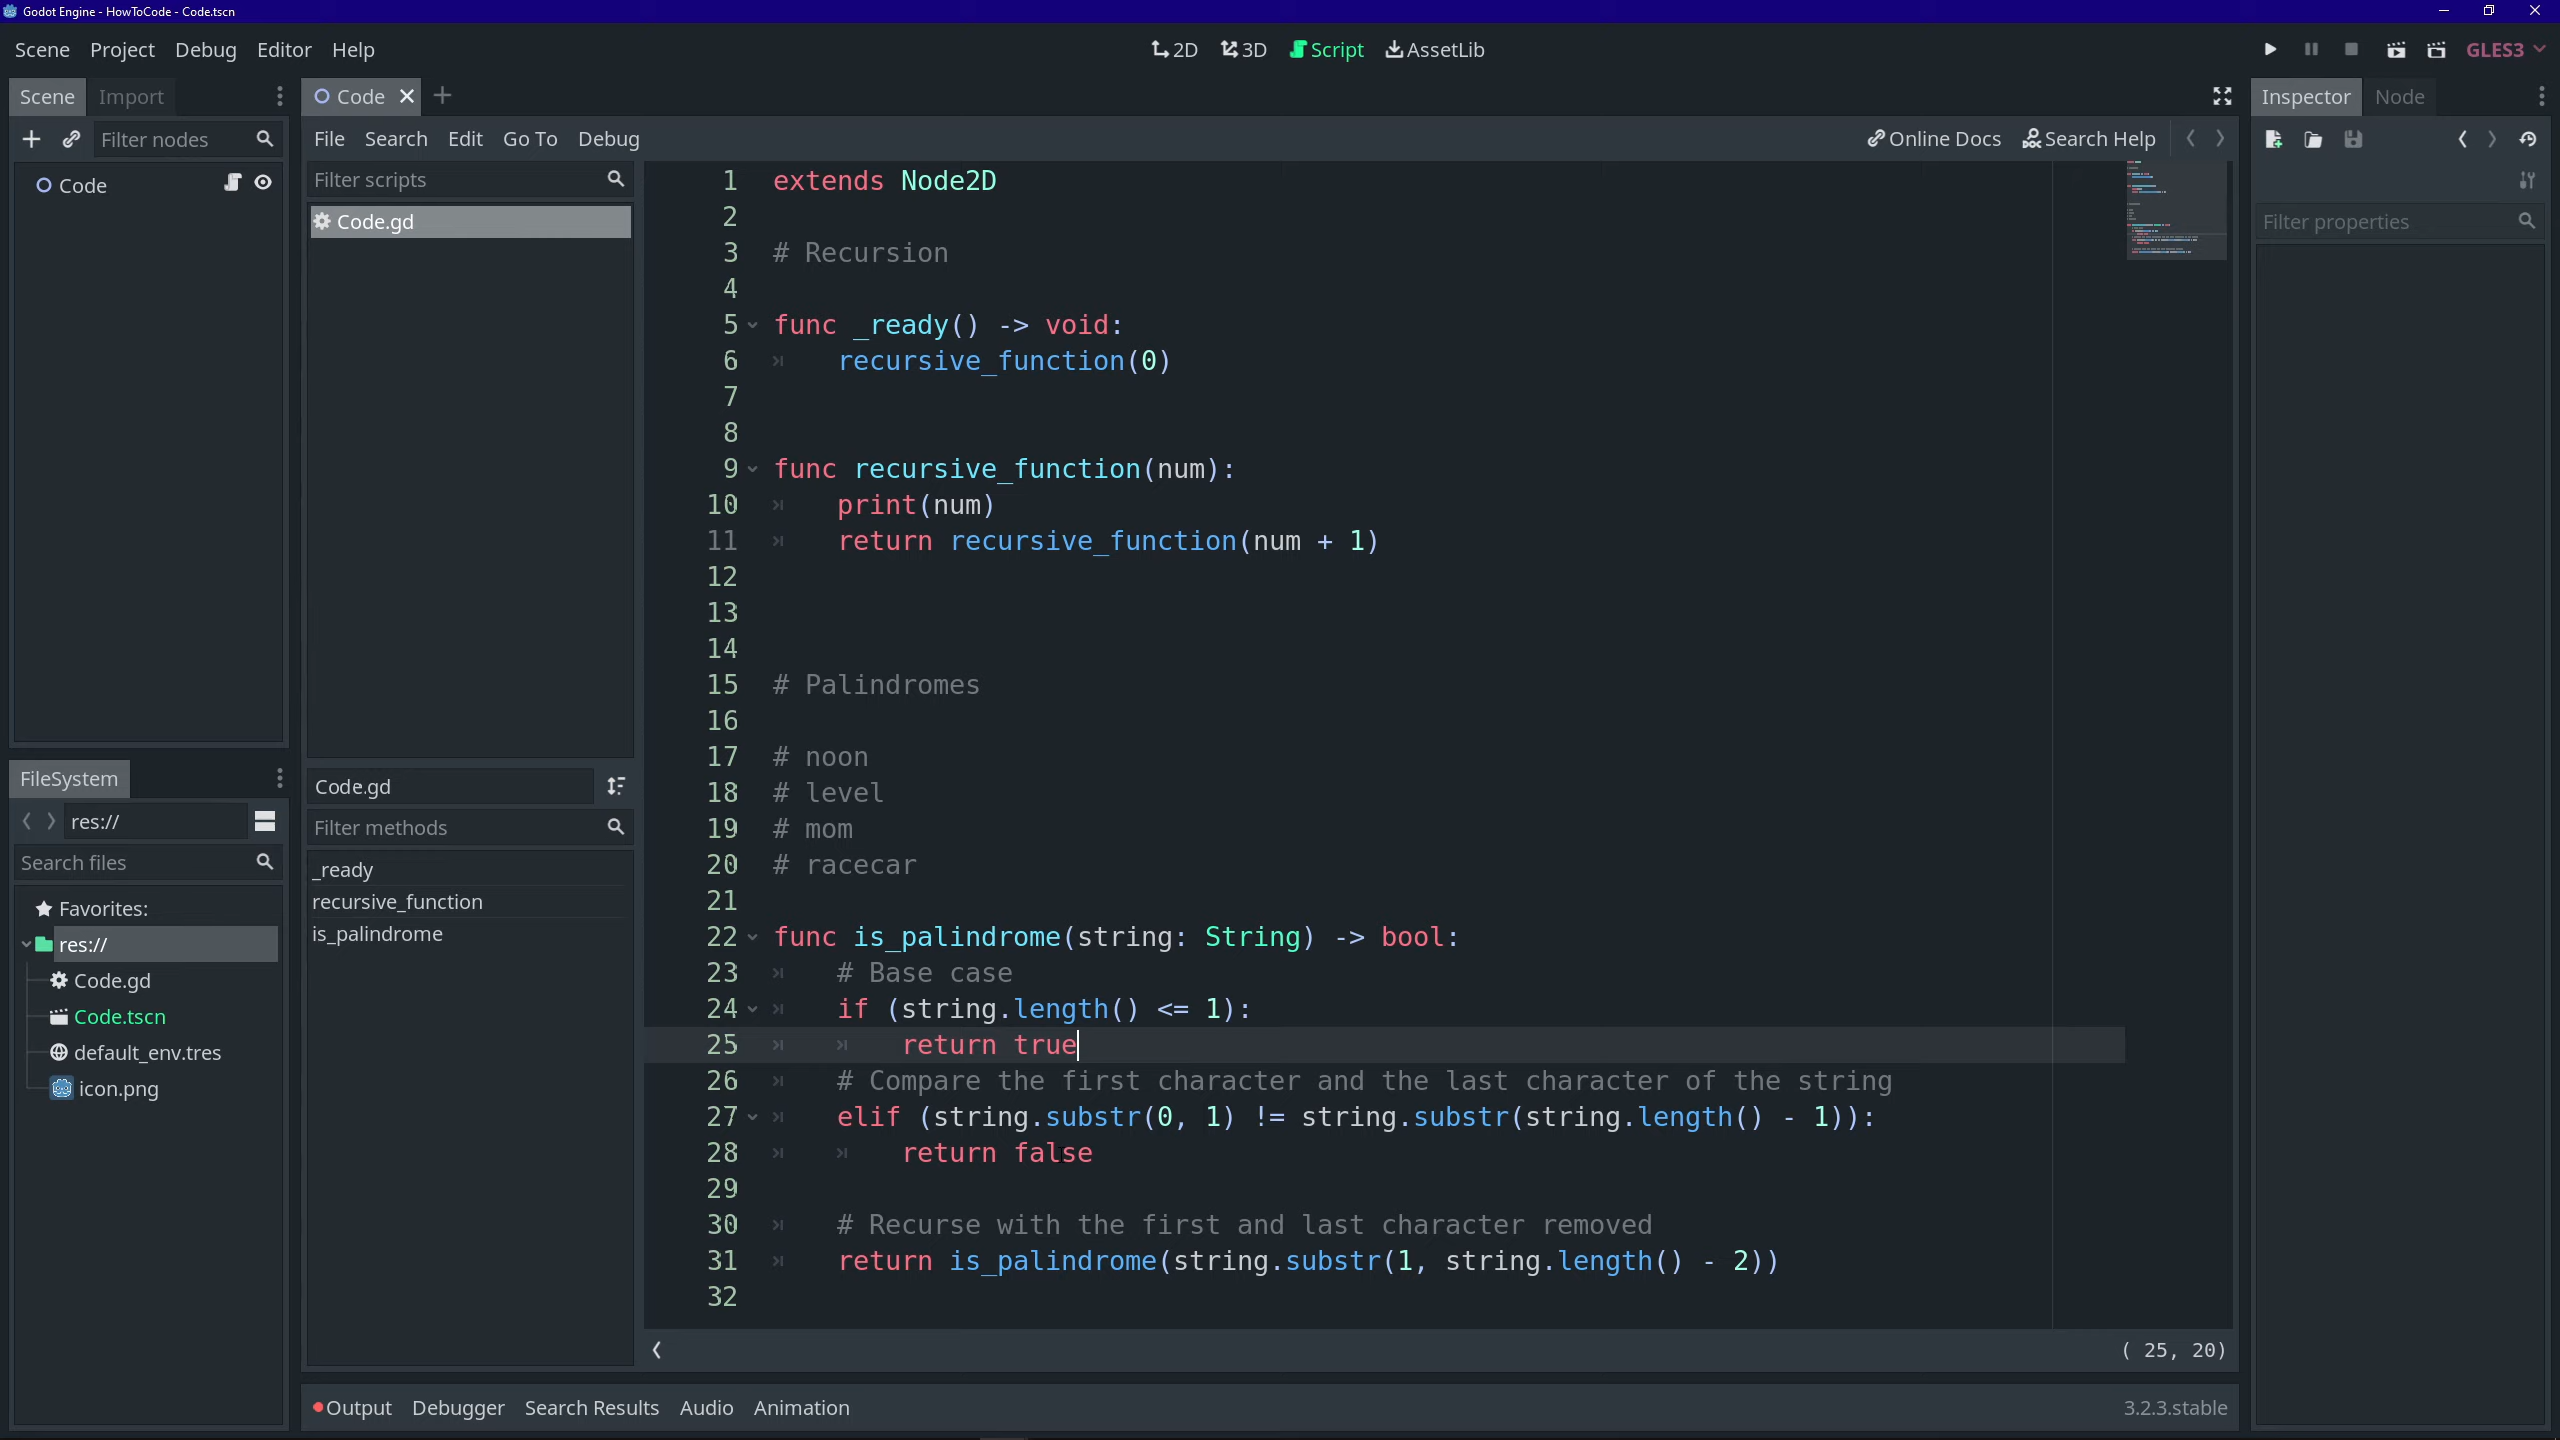 Godot Engine - HowToCode - Code.tscn
Scene Project Debug Editor Help
2D 3D Script AssetLib
GLES3
Scene Import
Filter nodes
Code
FileSystem
res://
Search files
Favorites:
res://
Code.gd
Code.tscn
default_env.tres
icon.png
Code
File Search Edit Go To Debug
Online Docs Search Help
Filter scripts
Code.gd
Code.gd
Filter methods
_ready
recursive_function
is_palindrome
1 extends Node2D
2
3 # Recursion
4
5 func _ready() -> void:
6 recursive_function(0)
7
8
9 func recursive_function(num):
10 print(num)
11 return recursive_function(num + 1)
12
13
14
15 # Palindromes
16
17 # noon
18 # level
19 # mom
20 # racecar
21
22 func is_palindrome(string: String) -> bool:
23 # Base case
24 if (string.length() <= 1):
25 return true
26 # Compare the first character and the last character of the string
27 elif (string.substr(0, 1) != string.substr(string.length() - 1)):
28 return false
29
30 # Recurse with the first and last character removed
31 return is_palindrome(string.substr(1, string.length() - 2))
32
( 25, 20)
Output Debugger Search Results Audio Animation
3.2.3.stable
Inspector Node
Filter properties